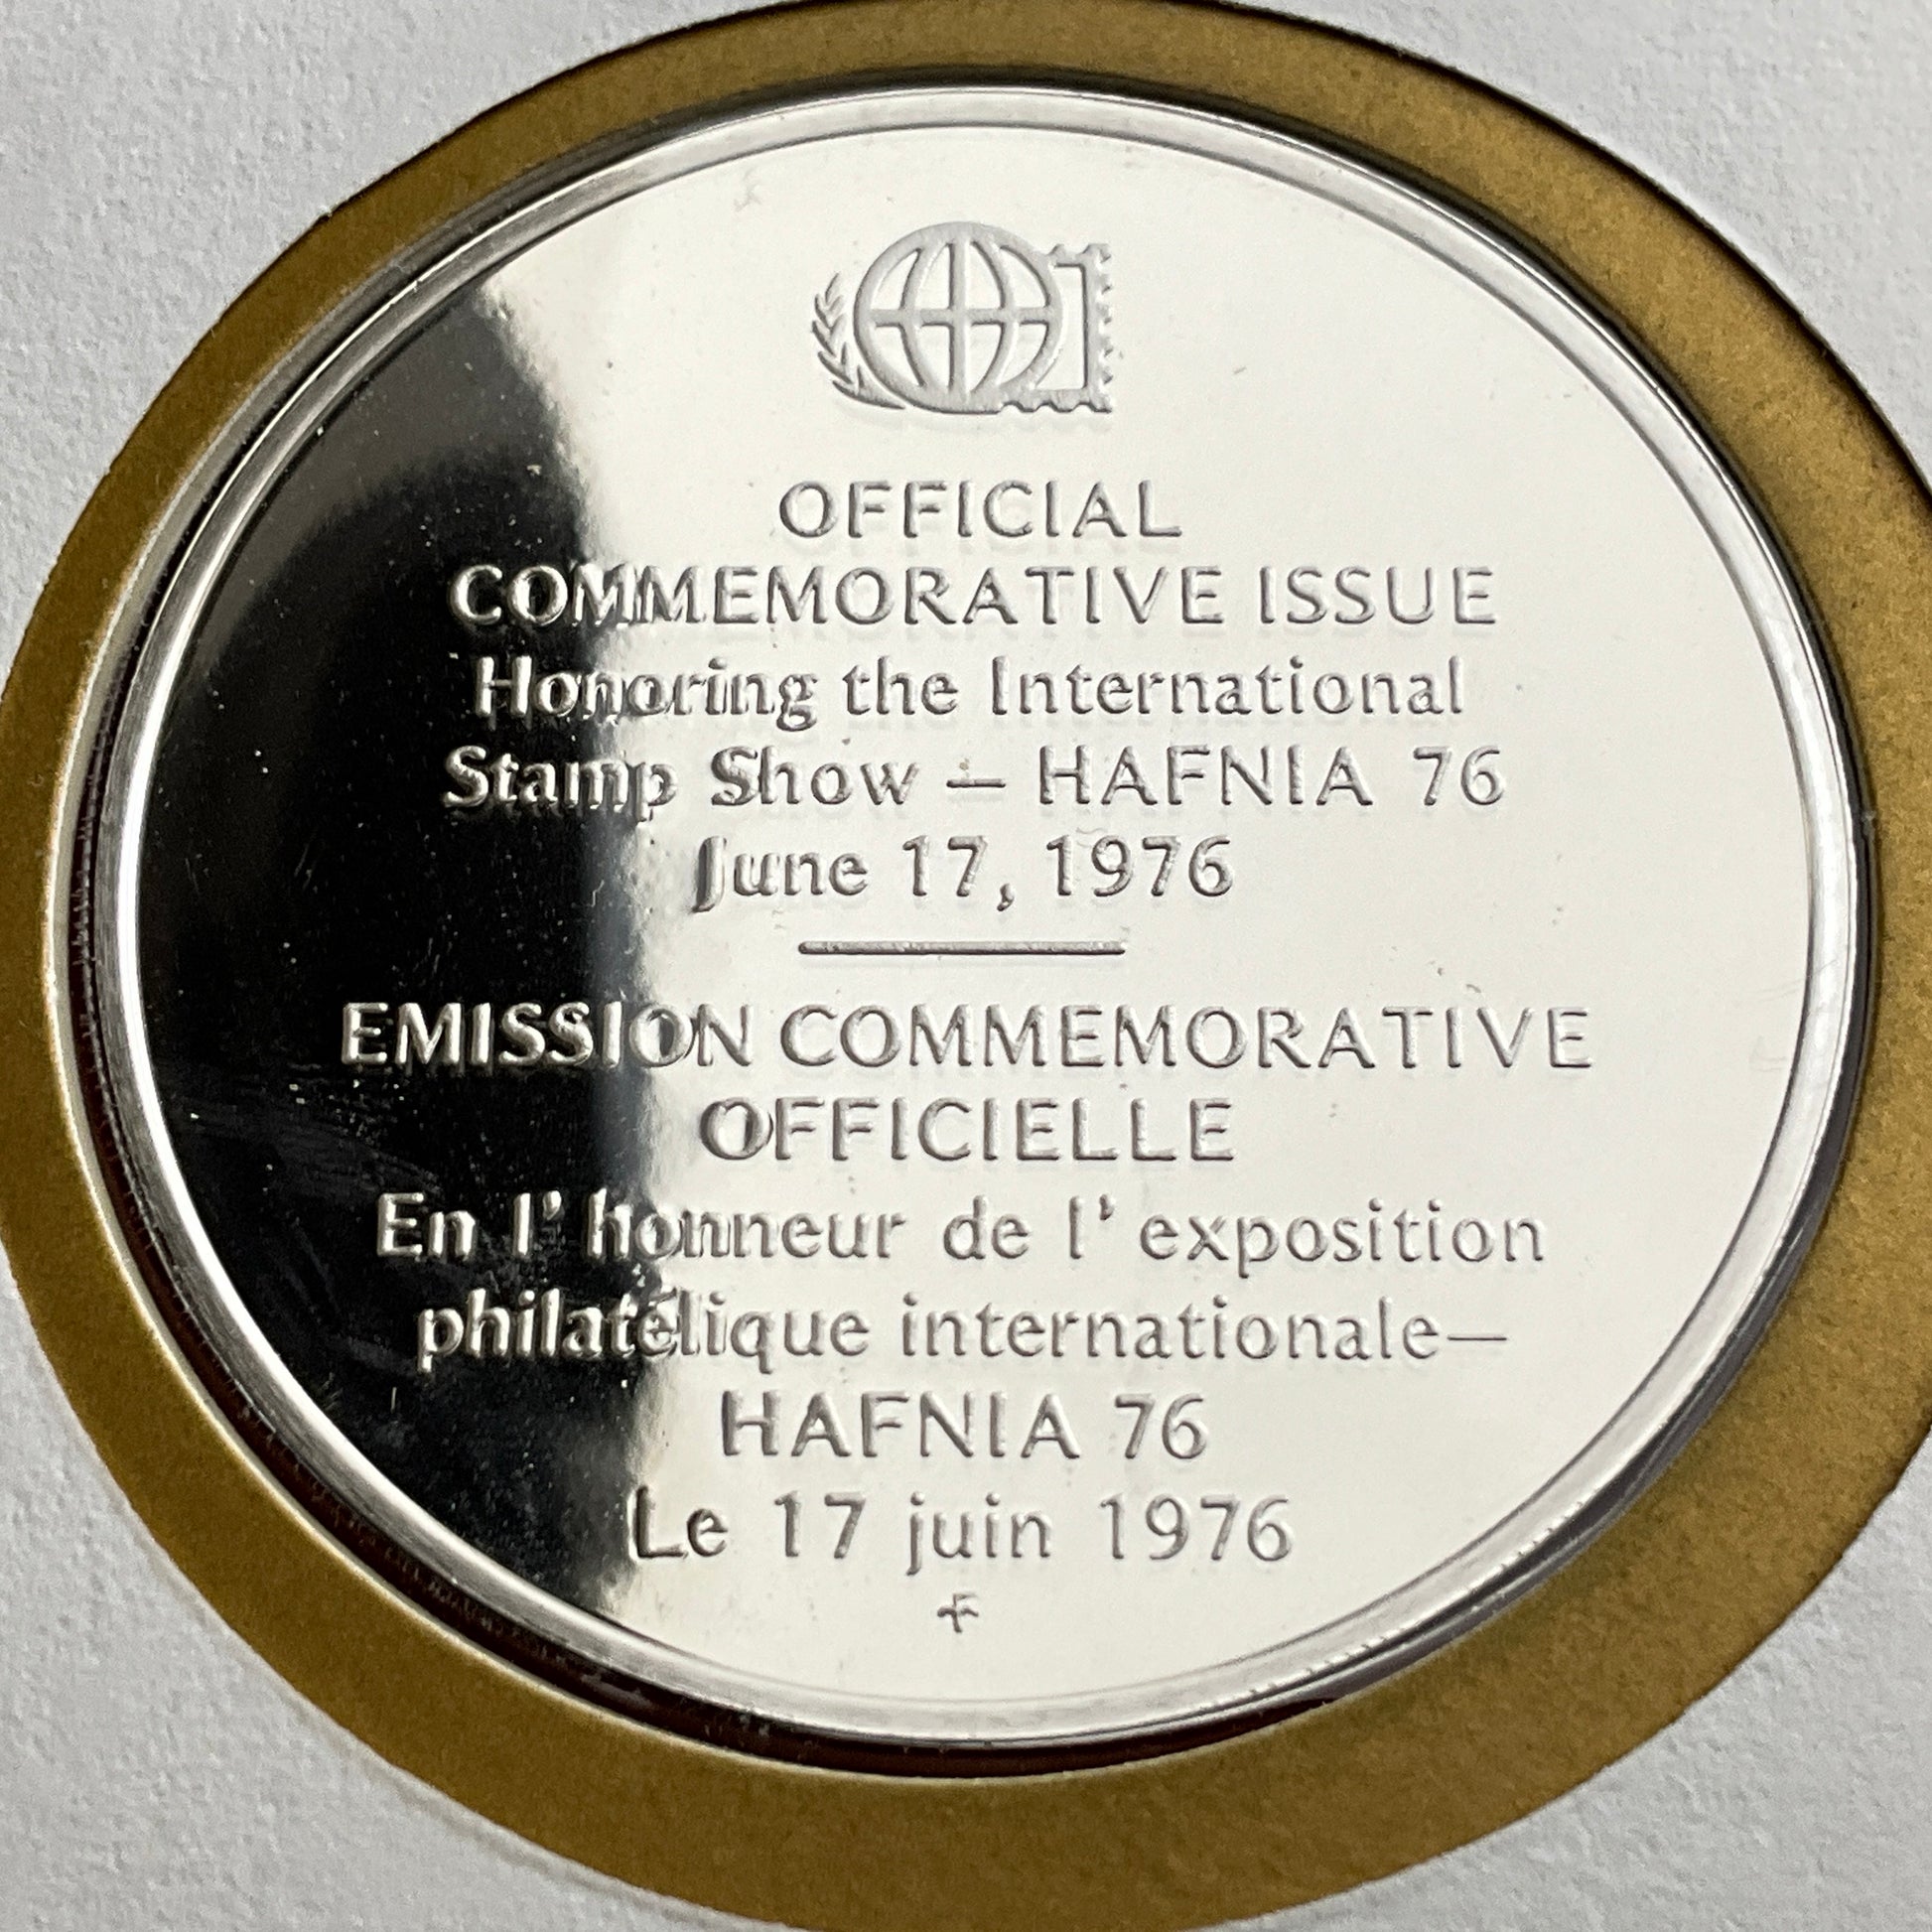 OFFICIAL
COMMEMORATIVE ISSUE
Honoring the International
Stamp Show — HAFNIA 76
June 17, 1976
EMISSION COMMEMORATIVE
OFFICIELLE
En l' honneur de l' exposition
philatélique internationale—
HAFNIA 76
Le 17 juin 1976